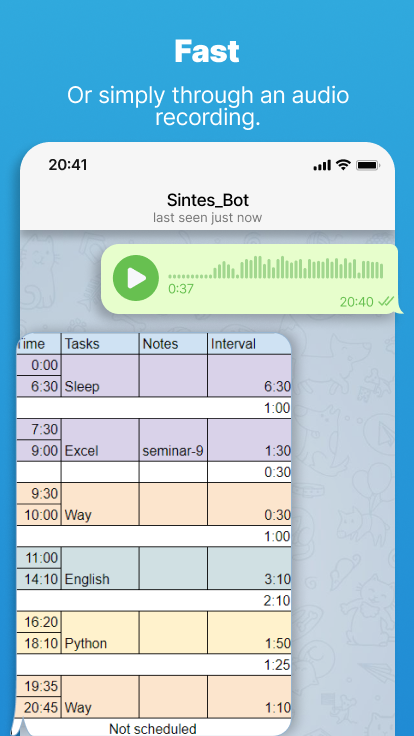 Fast
Or simply through an audio
recording.
20:41
Sintes_Bot
last seen just now
0:37
20:40
Time Tasks Notes Interval
0:00
6:30 Sleep 6:30
1:00
7:30
9:00 Excel seminar-9 1:30
0:30
9:30
10:00 Way 0:30
1:00
11:00
14:10 English 3:10
2:10
16:20
18:10 Python 1:50
1:25
19:35
20:45 Way 1:10
Not scheduled